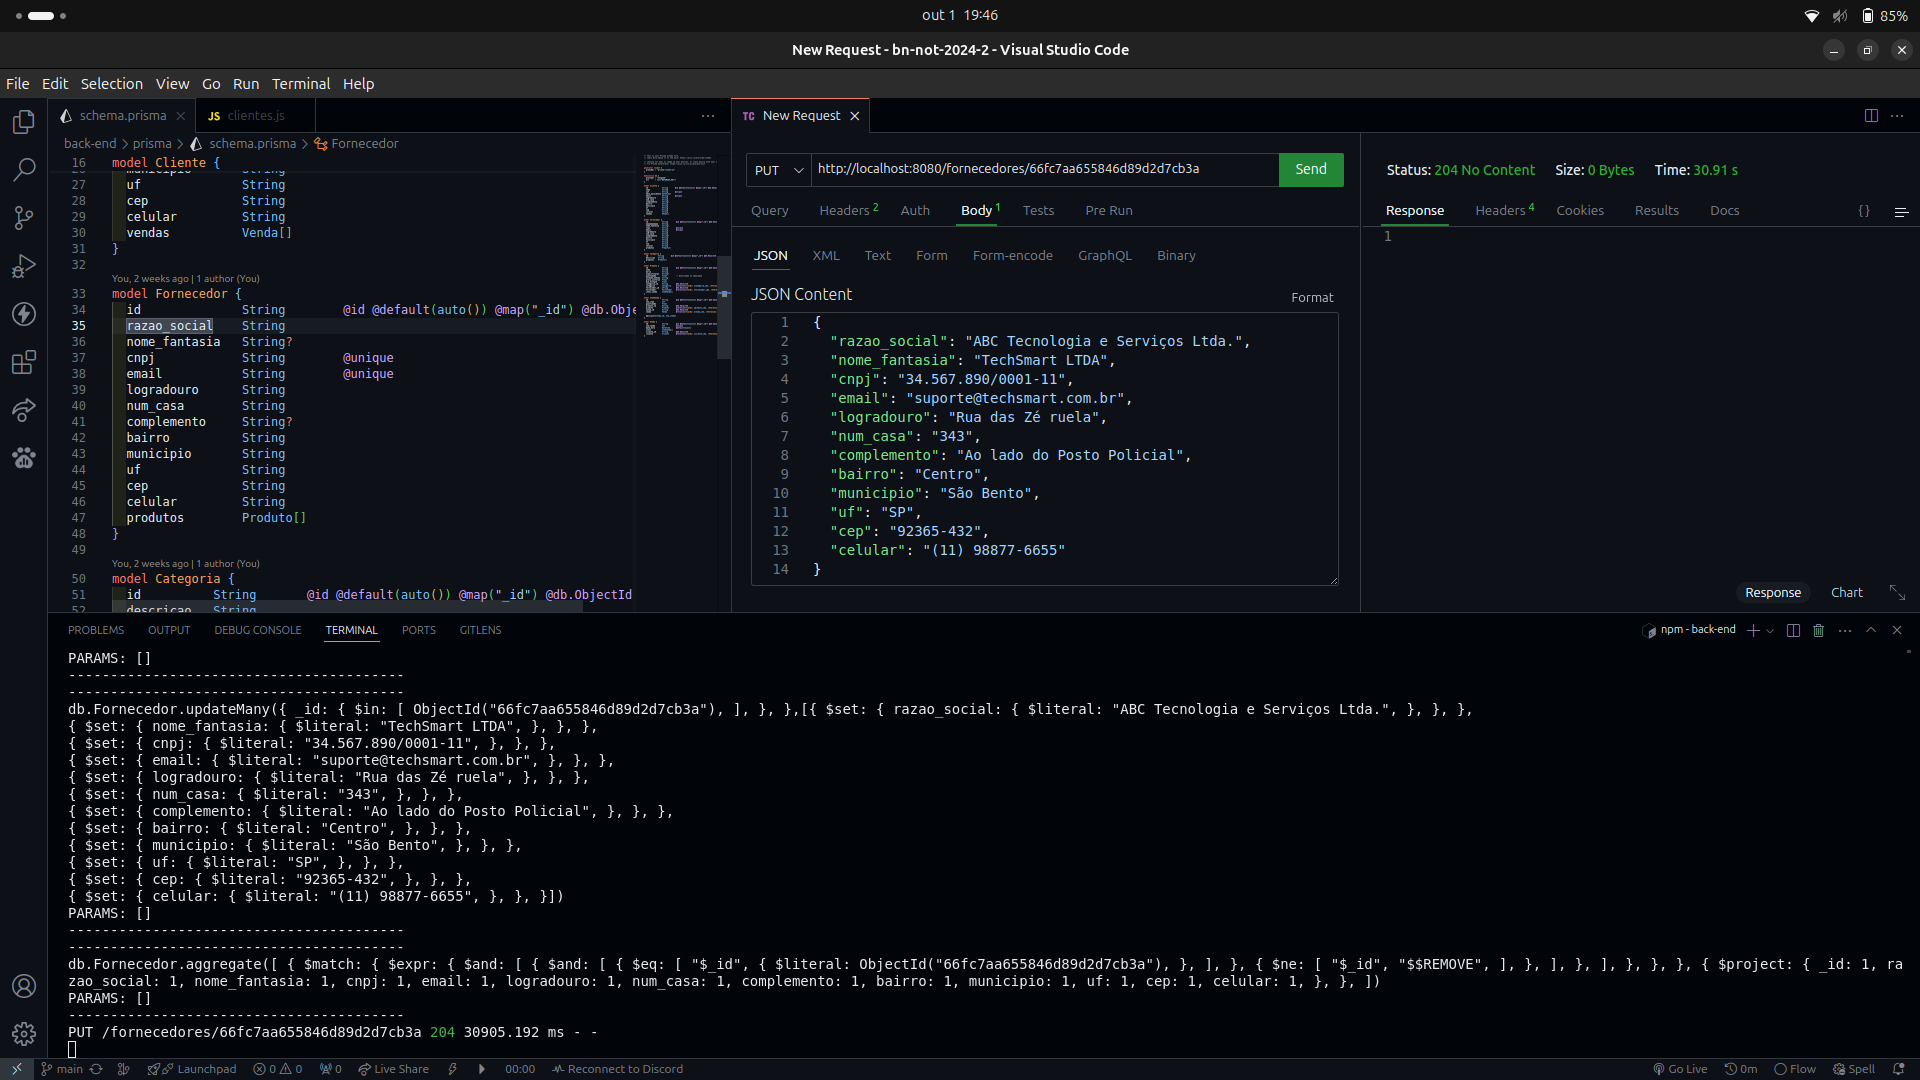 out 1 19:46
85%
New Request - bn-not-2024-2 - Visual Studio Code
File Edit Selection View Go Run Terminal Help
schema.prisma
JS clientes.js
TC New Request
back-end > prisma > schema.prisma > Fornecedor
16 model Cliente {
municipio String
27 uf String
28 cep String
29 celular String
30 vendas Venda[]
31 }
32
You, 2 weeks ago | 1 author (You)
33 model Fornecedor {
34 id String @id @default(auto()) @map("_id") @db.Obje
35 razao_social String
36 nome_fantasia String?
37 cnpj String @unique
38 email String @unique
39 logradouro String
40 num_casa String
41 complemento String?
42 bairro String
43 municipio String
44 uf String
45 cep String
46 celular String
47 produtos Produto[]
48 }
49
You, 2 weeks ago | 1 author (You)
50 model Categoria {
51 id String @id @default(auto()) @map("_id") @db.ObjectId
52 descricao String
PUT http://localhost:8080/fornecedores/66fc7aa655846d89d2d7cb3a Send
Query Headers 2 Auth Body 1 Tests Pre Run
JSON XML Text Form Form-encode GraphQL Binary
JSON Content
Format
1 {
2 "razao_social": "ABC Tecnologia e Serviços Ltda.",
3 "nome_fantasia": "TechSmart LTDA",
4 "cnpj": "34.567.890/0001-11",
5 "email": "suporte@techsmart.com.br",
6 "logradouro": "Rua das Zé ruela",
7 "num_casa": "343",
8 "complemento": "Ao lado do Posto Policial",
9 "bairro": "Centro",
10 "municipio": "São Bento",
11 "uf": "SP",
12 "cep": "92365-432",
13 "celular": "(11) 98877-6655"
14 }
Status: 204 No Content Size: 0 Bytes Time: 30.91 s
Response Headers 4 Cookies Results Docs { }
1
Response Chart
PROBLEMS OUTPUT DEBUG CONSOLE TERMINAL PORTS GITLENS
npm - back-end
PARAMS: []
----------------------------------------
----------------------------------------
db.Fornecedor.updateMany({ _id: { $in: [ ObjectId("66fc7aa655846d89d2d7cb3a"), ], }, },[{ $set: { razao_social: { $literal: "ABC Tecnologia e Serviços Ltda.", }, }, },
{ $set: { nome_fantasia: { $literal: "TechSmart LTDA", }, }, },
{ $set: { cnpj: { $literal: "34.567.890/0001-11", }, }, },
{ $set: { email: { $literal: "suporte@techsmart.com.br", }, }, },
{ $set: { logradouro: { $literal: "Rua das Zé ruela", }, }, },
{ $set: { num_casa: { $literal: "343", }, }, },
{ $set: { complemento: { $literal: "Ao lado do Posto Policial", }, }, },
{ $set: { bairro: { $literal: "Centro", }, }, },
{ $set: { municipio: { $literal: "São Bento", }, }, },
{ $set: { uf: { $literal: "SP", }, }, },
{ $set: { cep: { $literal: "92365-432", }, }, },
{ $set: { celular: { $literal: "(11) 98877-6655", }, }, }])
PARAMS: []
----------------------------------------
----------------------------------------
db.Fornecedor.aggregate([ { $match: { $expr: { $and: [ { $and: [ { $eq: [ "$_id", { $literal: ObjectId("66fc7aa655846d89d2d7cb3a"), }, ], }, { $ne: [ "$_id", "$$REMOVE", ], }, ], }, ], }, }, }, { $project: { _id: 1, ra
zao_social: 1, nome_fantasia: 1, cnpj: 1, email: 1, logradouro: 1, num_casa: 1, complemento: 1, bairro: 1, municipio: 1, uf: 1, cep: 1, celular: 1, }, }, ])
PARAMS: []
----------------------------------------
PUT /fornecedores/66fc7aa655846d89d2d7cb3a 204 30905.192 ms - -
main Launchpad 0 0 0 Live Share 00:00 Reconnect to Discord Go Live 0m Flow Spell